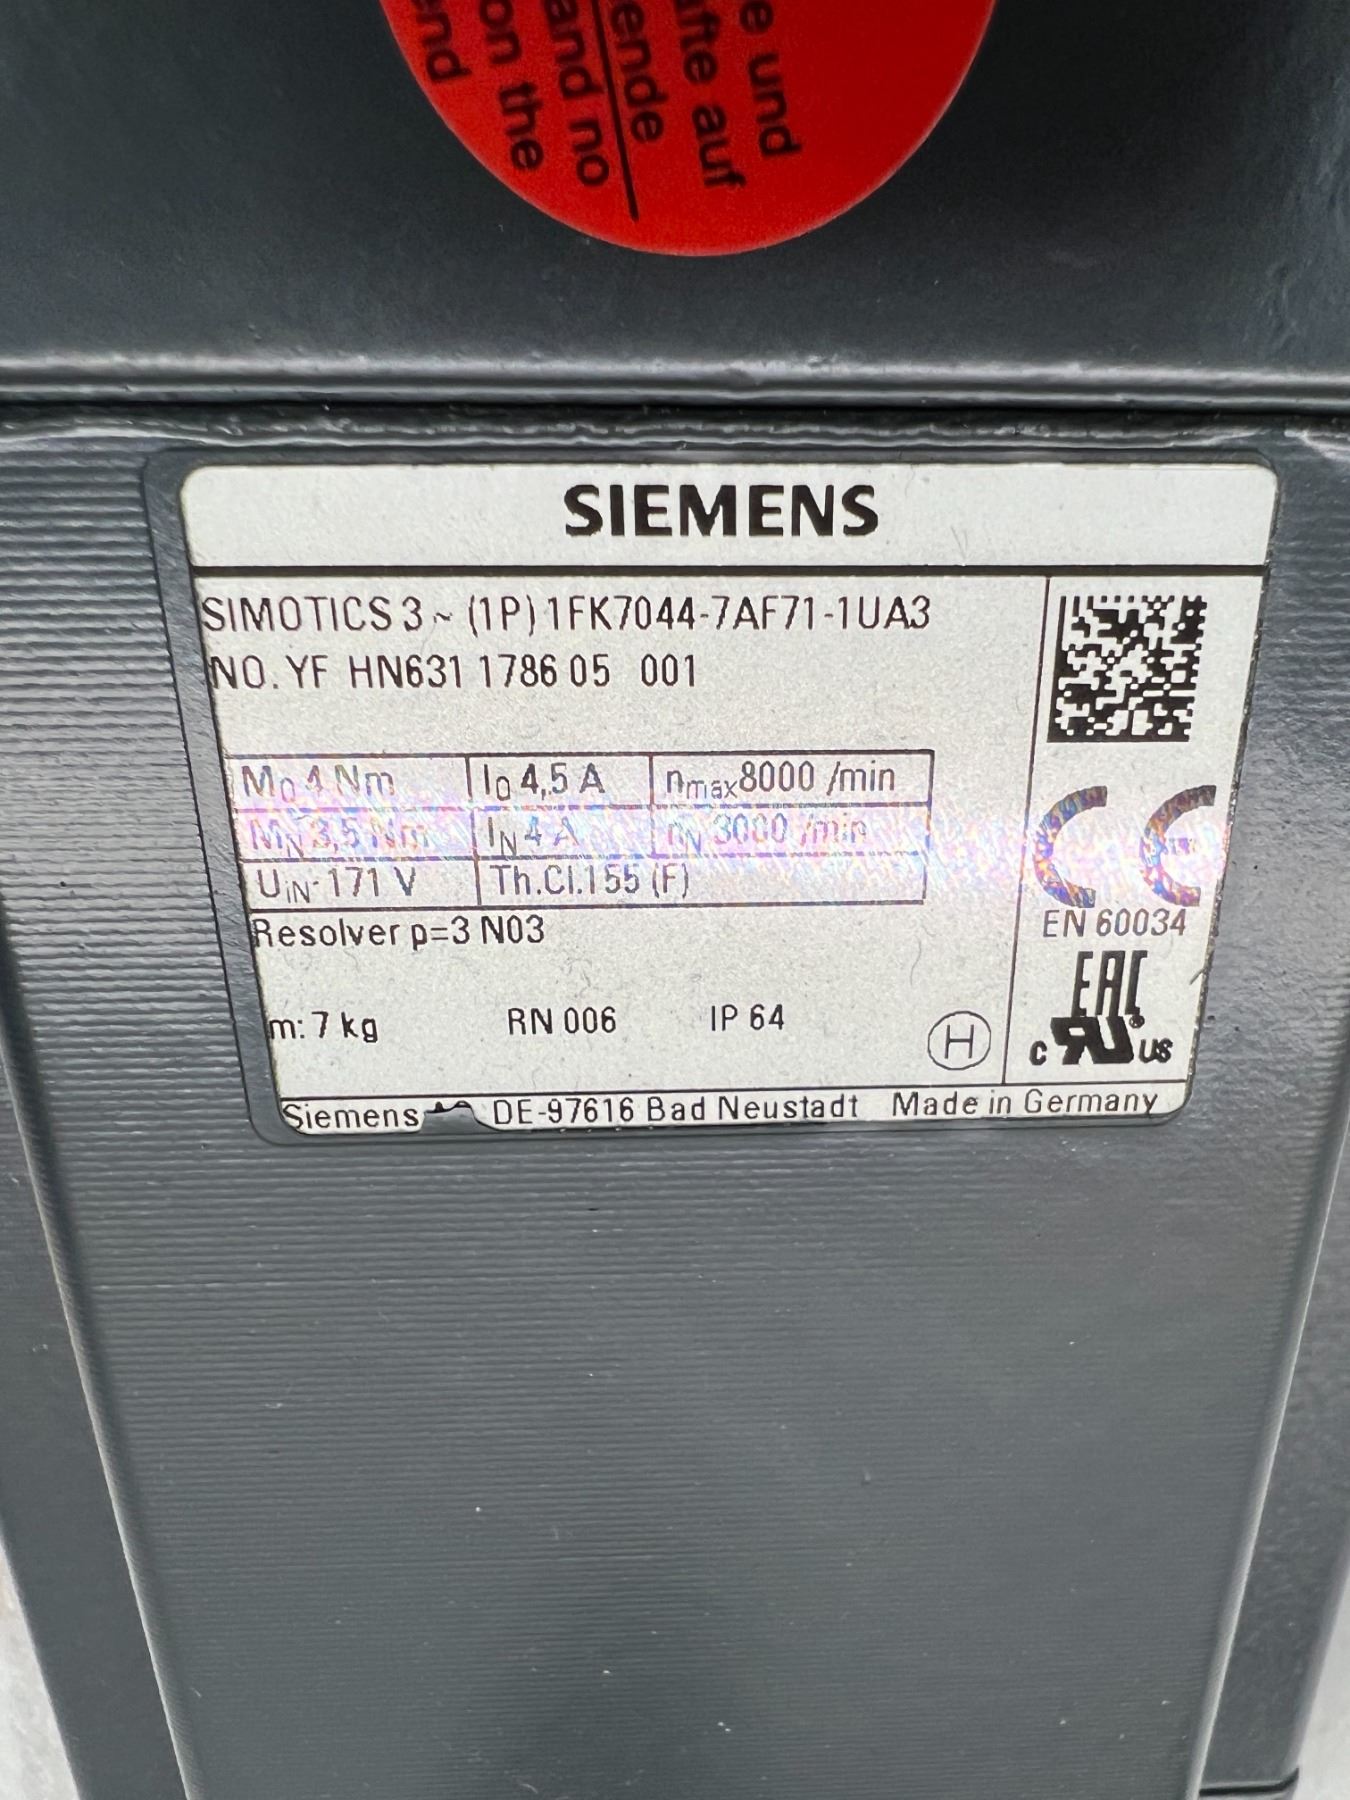 e und
afte auf
ende
and no
on the
end
SIEMENS
SIMOTICS 3~ (1P) 1FK7044-7AF71-1UA3
NO. YF HN631 1786 05 001
M0 4 Nm I0 4,5 A nmax 8000 /min
MN 3,5 Nm IN 4 A nN 3000 /min
UIN 171 V Th.Cl.155 (F)
Resolver p=3 N03
m: 7 kg RN 006 IP 64 H
CE
EN 60034
EAC
c RU ® US
Siemens DE-97616 Bad Neustadt Made in Germany